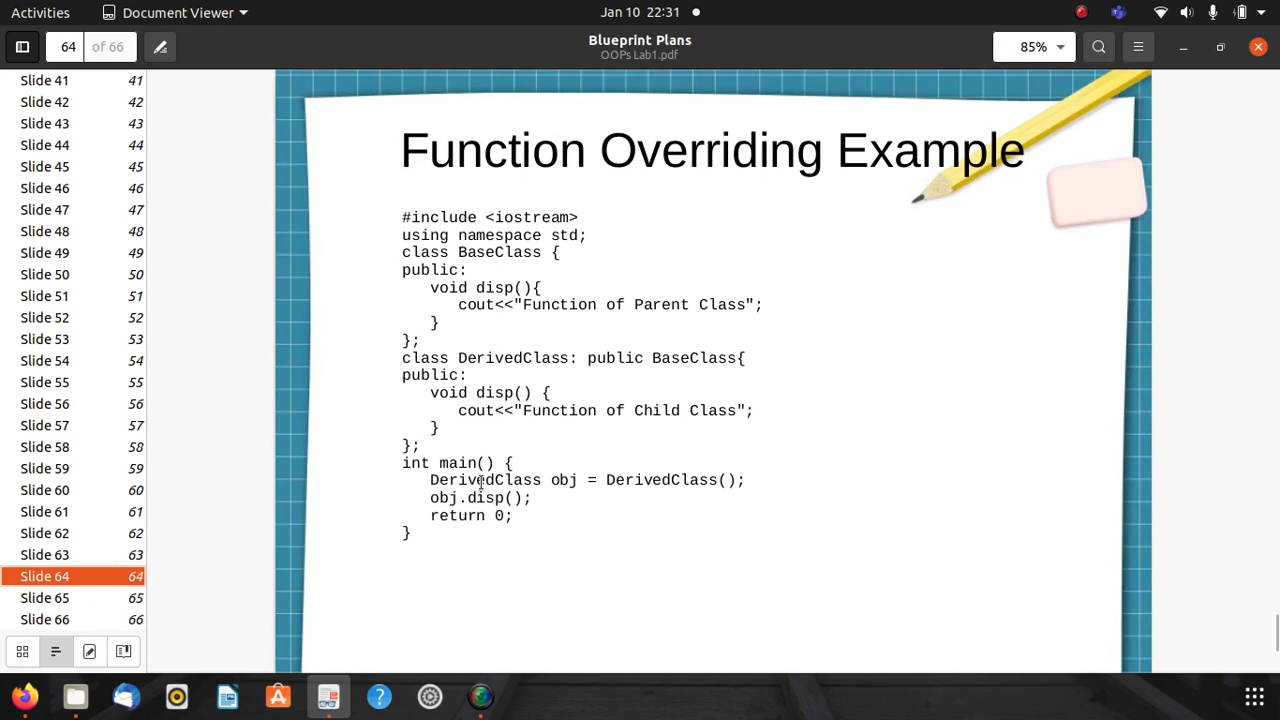 Activities
Document Viewer
Jan 10 22:31
64 of 66
Blueprint Plans
OOPs Lab1.pdf
85%
Slide 41 41
Slide 42 42
Slide 43 43
Slide 44 44
Slide 45 45
Slide 46 46
Slide 47 47
Slide 48 48
Slide 49 49
Slide 50 50
Slide 51 51
Slide 52 52
Slide 53 53
Slide 54 54
Slide 55 55
Slide 56 56
Slide 57 57
Slide 58 58
Slide 59 59
Slide 60 60
Slide 61 61
Slide 62 62
Slide 63 63
Slide 64 64
Slide 65 65
Slide 66 66
Function Overriding Example
#include <iostream>
using namespace std;
class BaseClass {
public:
   void disp(){
      cout<<"Function of Parent Class";
   }
};
class DerivedClass: public BaseClass{
public:
   void disp() {
      cout<<"Function of Child Class";
   }
};
int main() {
   DerivedClass obj = DerivedClass();
   obj.disp();
   return 0;
}